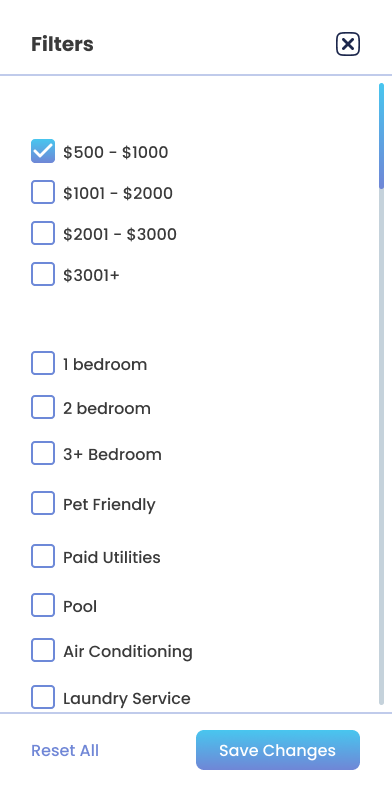 Filters
$500 - $1000
$1001 - $2000
$2001 - $3000
$3001+
1 bedroom
2 bedroom
3+ Bedroom
Pet Friendly
Paid Utilities
Pool
Air Conditioning
Laundry Service
Reset All
Save Changes